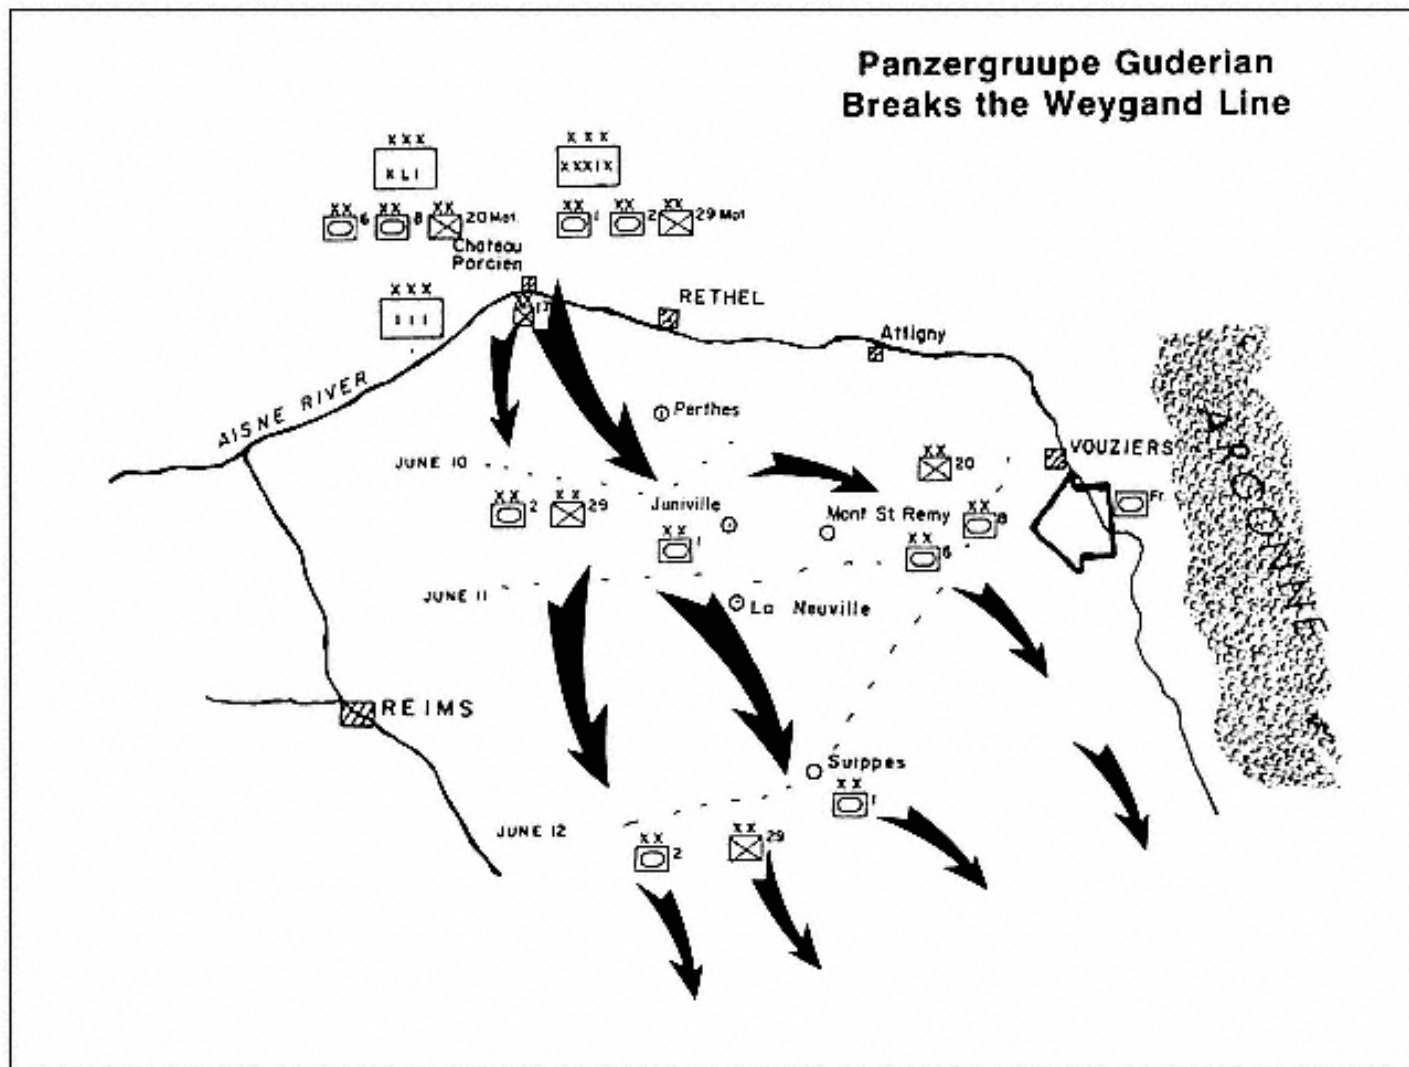 Panzergruupe Guderian
Breaks the Weygand Line
XXX
XLI
XXX
XXXIX
XX 6
XX 8
XX 20 Mot.
XX 1
XX 2
XX 29 Mot
Chateau
Porcien
XXX
III
XX
RETHEL
Attigny
AISNE RIVER
Perthes
ARGONNE
VOUZIERS
JUNE 10
XX 20
XX 2
XX 29
Juniville
XX 1
Mont St Remy
XX 8
XX 6
Fr.
JUNE 11
La Neuville
REIMS
Suippes
XX 1
JUNE 12
XX 2
XX 29